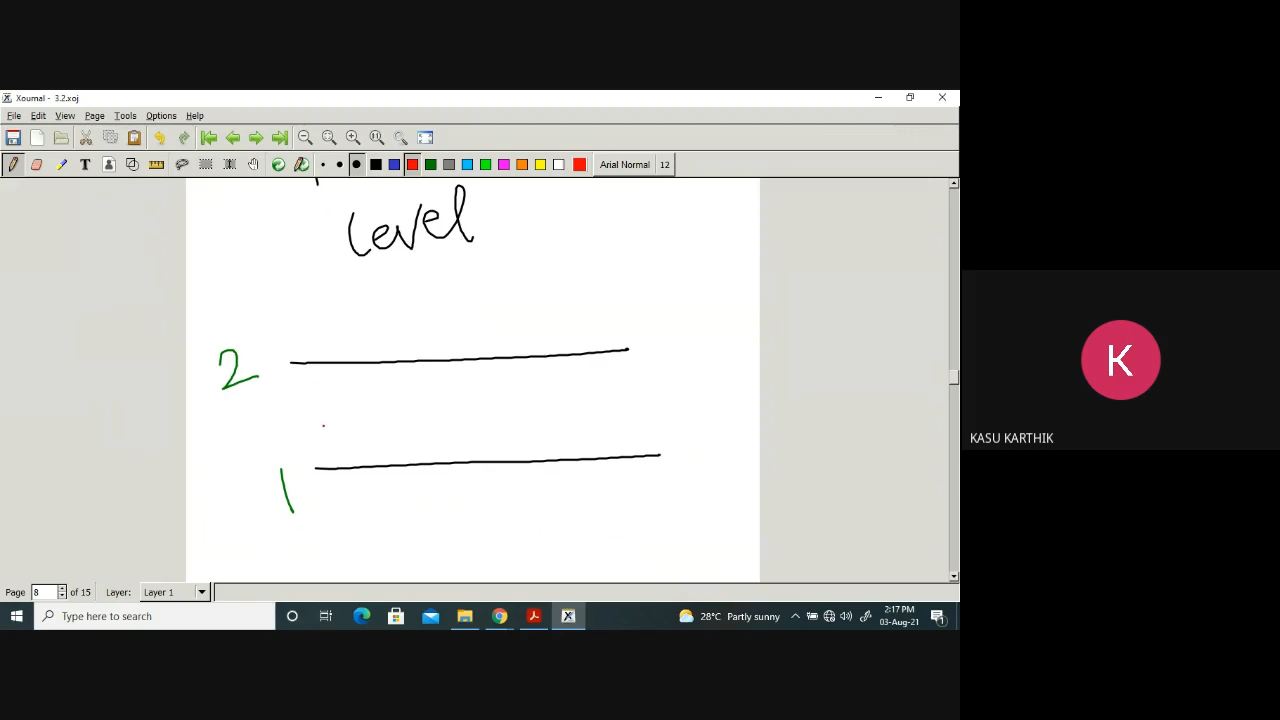 Xournal - 3.2.xoj
File Edit View Page Tools Options Help
Arial Normal 12
level
2
1
K
KASU KARTHIK
Page 8 of 15 Layer: Layer 1
Type here to search
28°C Partly sunny
2:17 PM
03-Aug-21
1